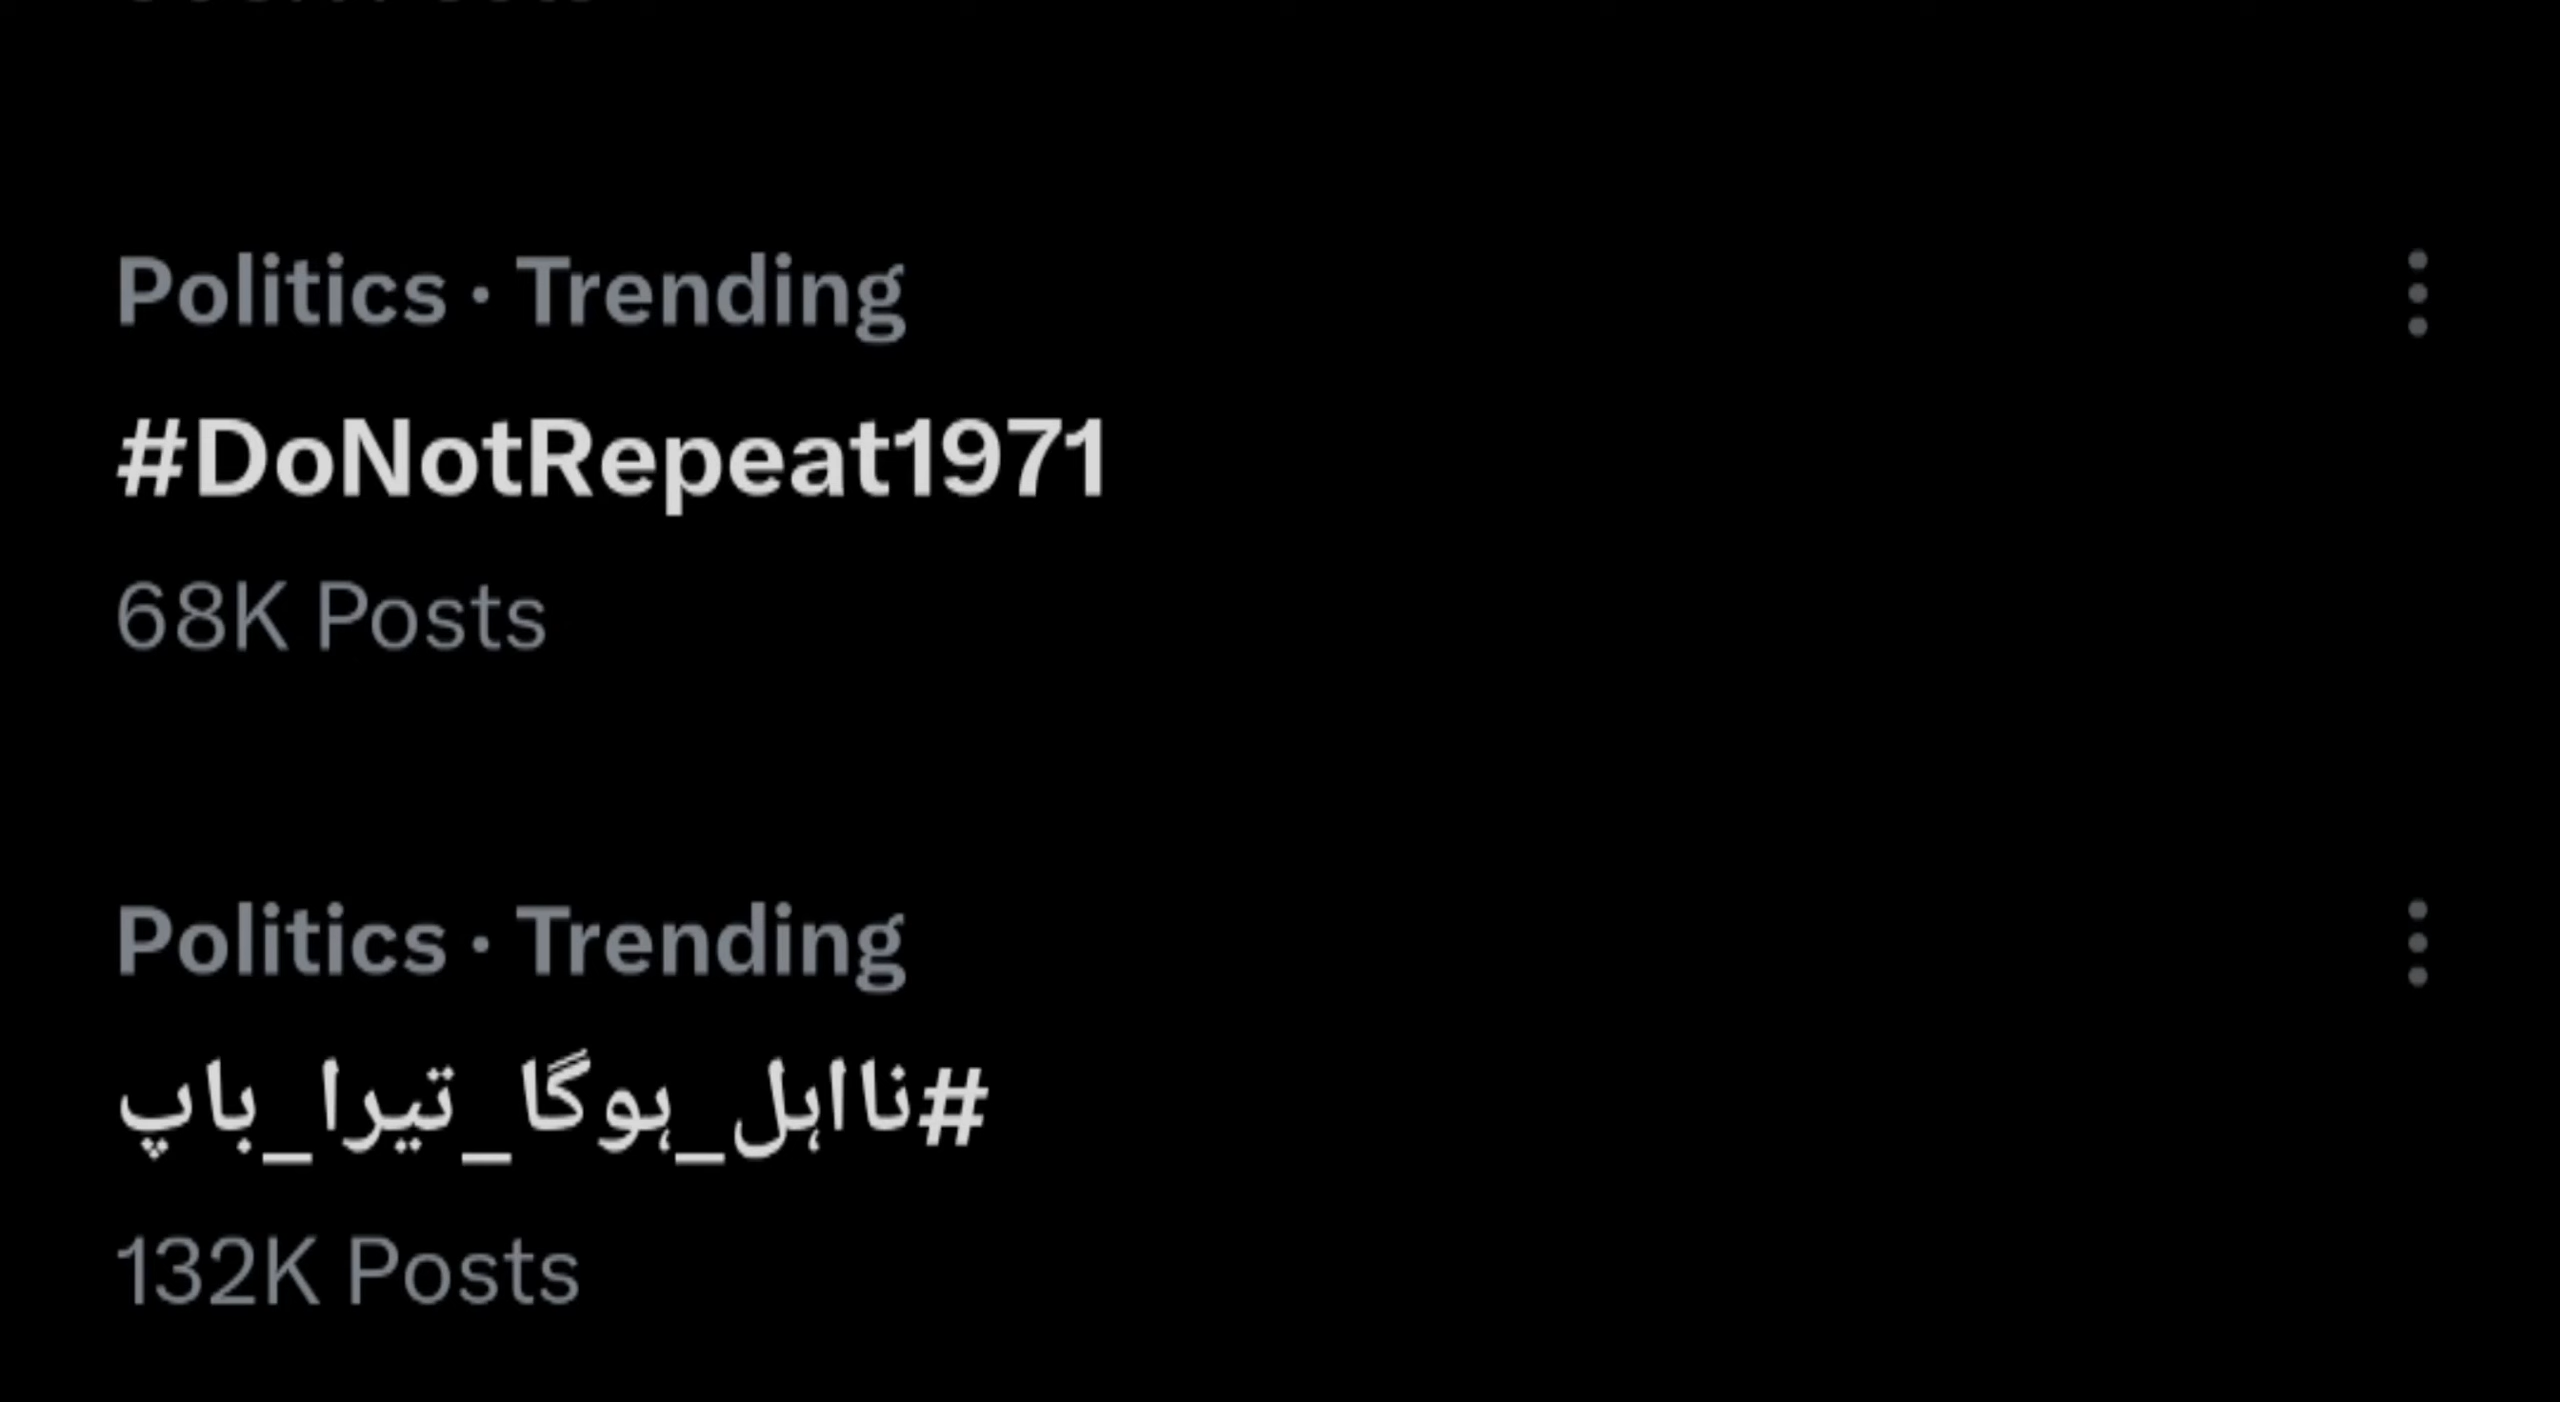 Politics · Trending
#DoNotRepeat1971
68K Posts
Politics · Trending
#نااہل_ہوگا_تیرا_باپ
132K Posts